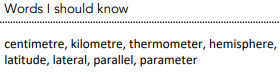 Words I should know
centimetre, kilometre, thermometer, hemisphere,
latitude, lateral, parallel, parameter